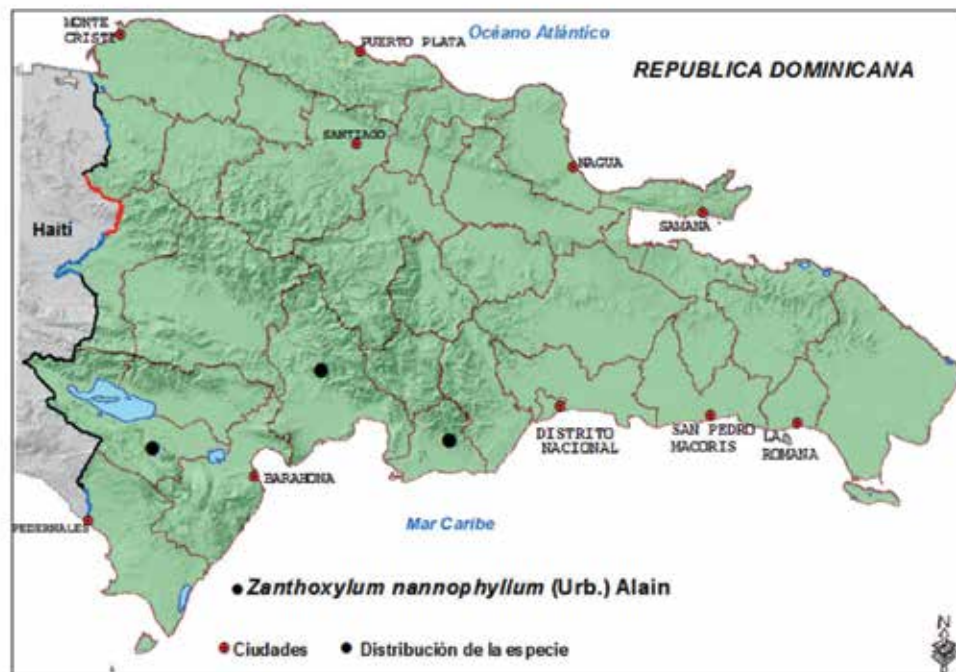 MONTE
CRISTI
Océano Atlántico
PUERTO PLATA
REPUBLICA DOMINICANA
SANTIAGO
NAGUA
SAMANA
Haití
DISTRITO
NACIONAL
SAN PEDRO
MACORIS
LA
ROMANA
BARAHONA
PEDERNALES
Mar Caribe
Zanthoxylum nannophyllum (Urb.) Alain
Ciudades
Distribución de la especie
N